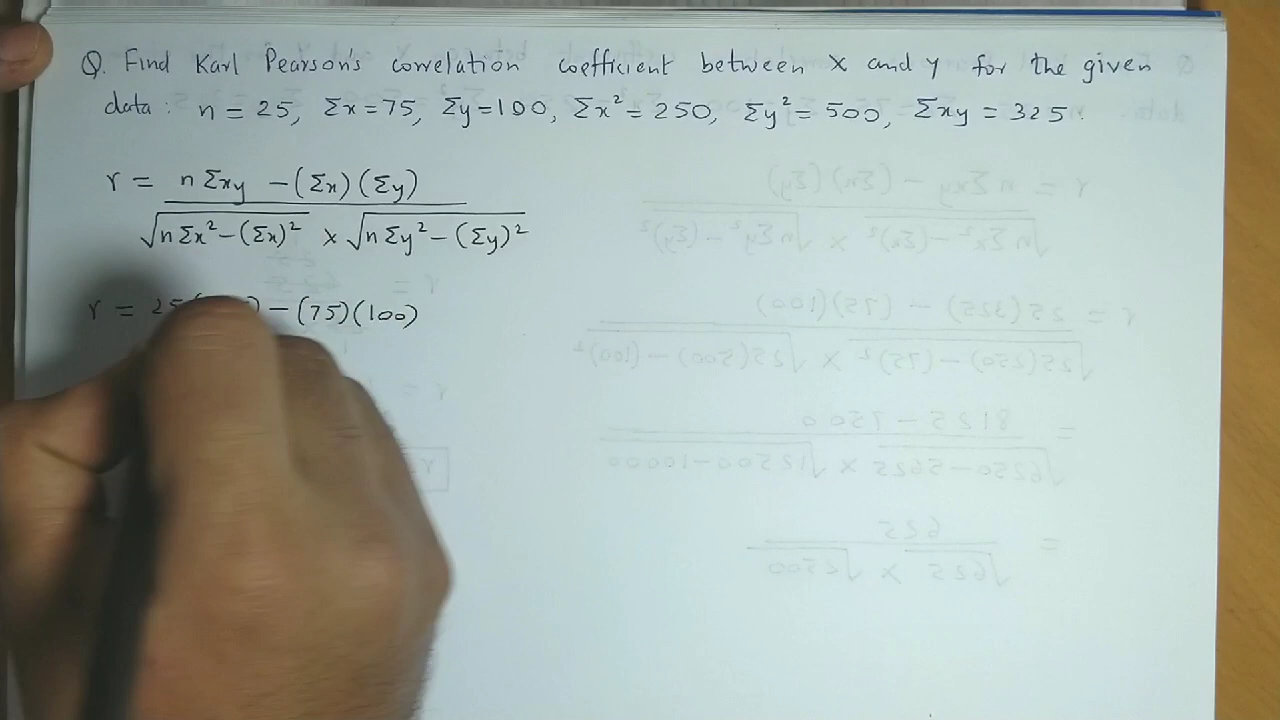 Q. Find Karl Pearson's correlation coefficient between x and y for the given
data : n = 25, Σx = 75, Σy = 100, Σx² = 250, Σy² = 500, Σxy = 325.
r = nΣxy - (Σx)(Σy)
√nΣx² - (Σx)² × √nΣy² - (Σy)²
r = 25( ) - (75)(100)